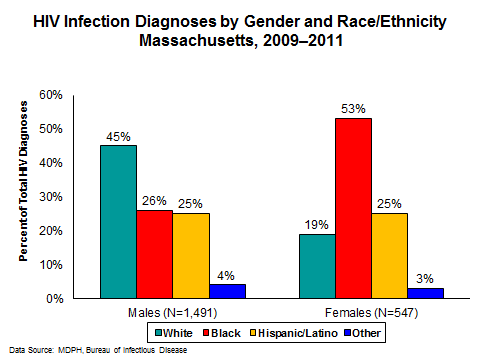 HIV Infection Diagnoses by Gender and Race/Ethnicity
Massachusetts, 2009–2011
Percent of Total HIV Diagnoses
60%
50%
40%
30%
20%
10%
0%
45%
26%
25%
4%
19%
53%
25%
3%
Males (N=1,491)
Females (N=547)
White Black Hispanic/Latino Other
Data Source: MDPH, Bureau of Infectious Disease